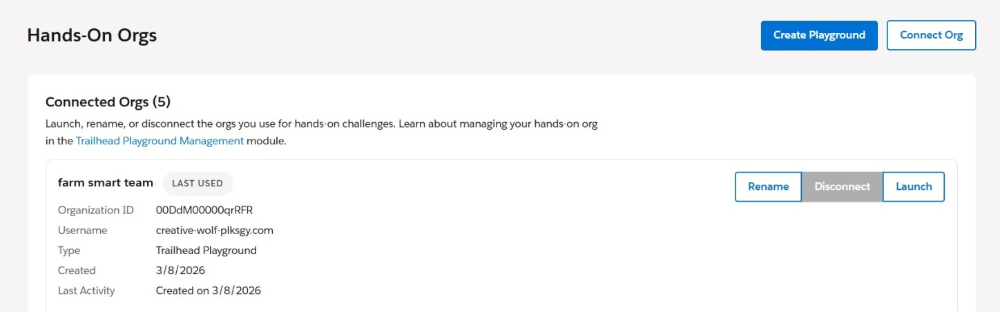 Hands-On Orgs
Create Playground
Connect Org
Connected Orgs (5)
Launch, rename, or disconnect the orgs you use for hands-on challenges. Learn about managing your hands-on org
in the Trailhead Playground Management module.
farm smart team LAST USED
Rename Disconnect Launch
Organization ID 00DdM00000qrRFR
Username creative-wolf-plksgy.com
Type Trailhead Playground
Created 3/8/2026
Last Activity Created on 3/8/2026